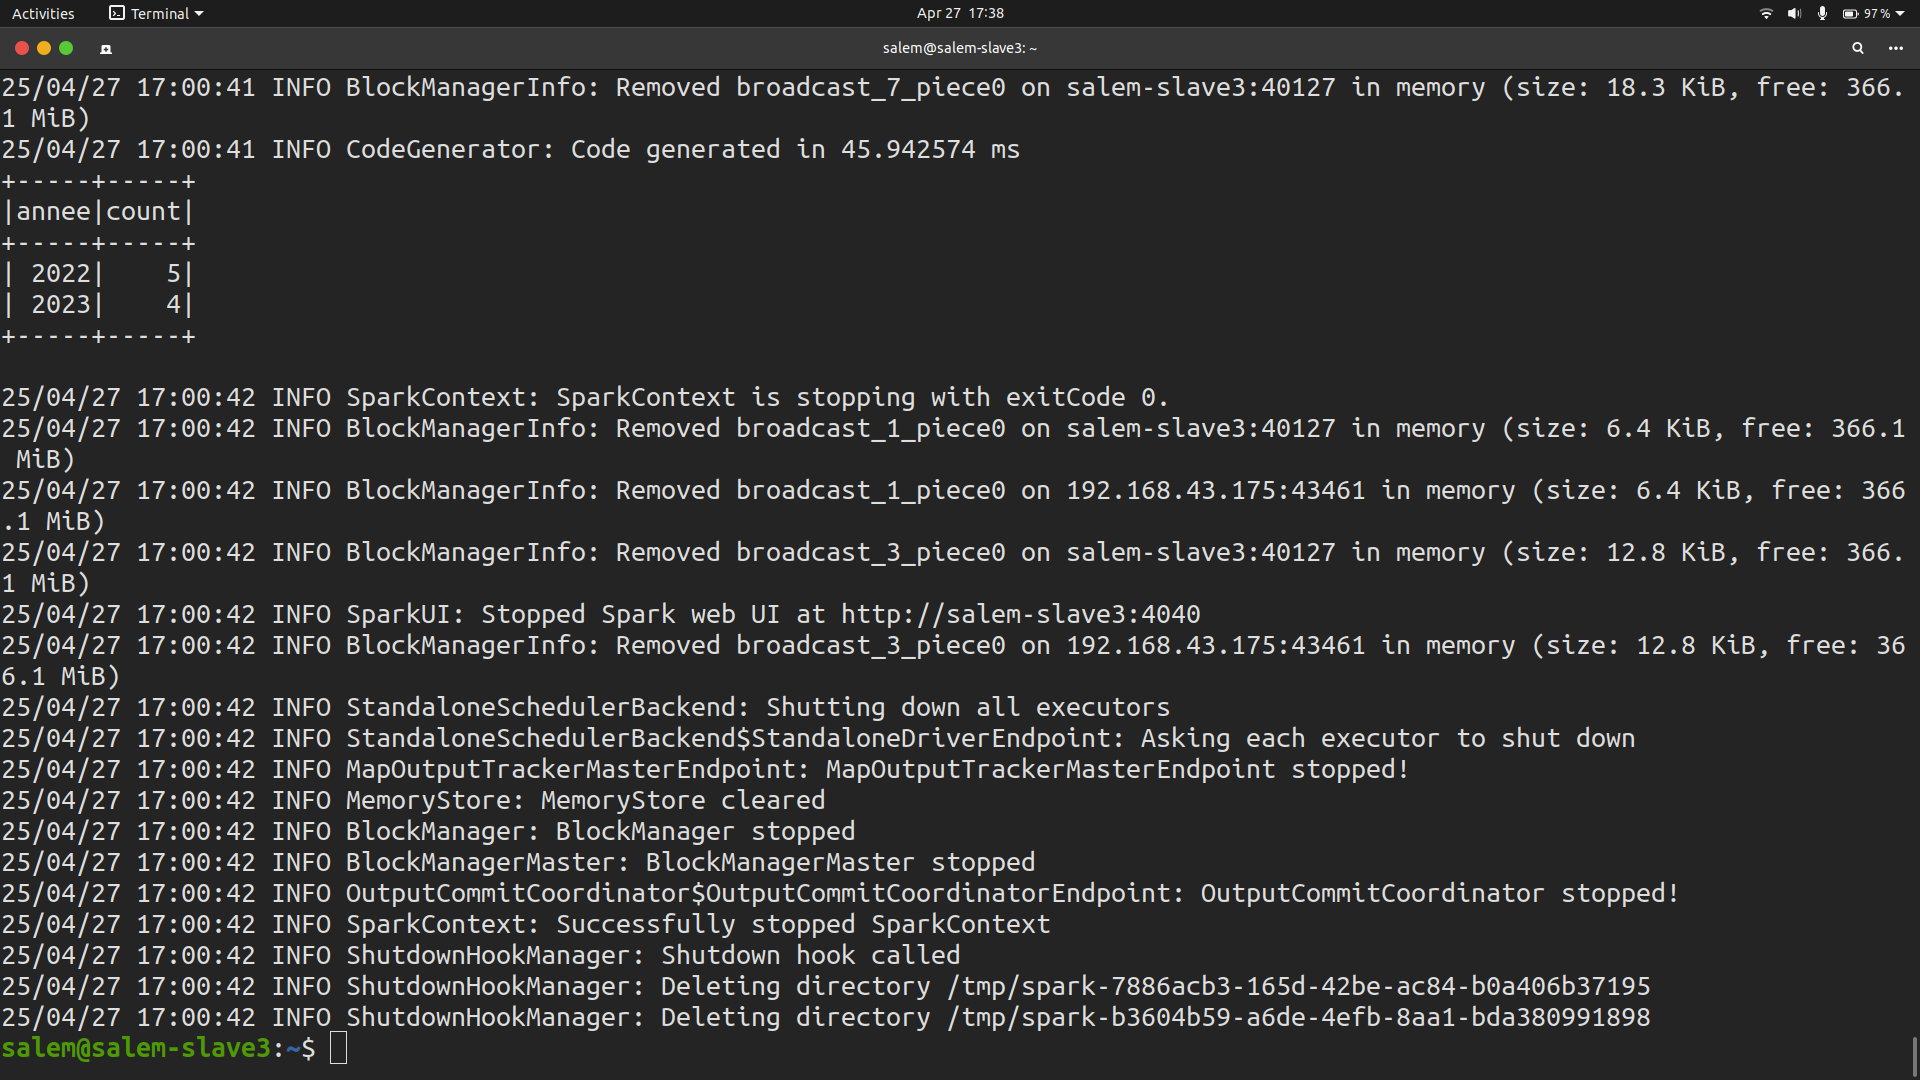 Activities Terminal Apr 27 17:38 97 %
salem@salem-slave3: ~
25/04/27 17:00:41 INFO BlockManagerInfo: Removed broadcast_7_piece0 on salem-slave3:40127 in memory (size: 18.3 KiB, free: 366.
1 MiB)
25/04/27 17:00:41 INFO CodeGenerator: Code generated in 45.942574 ms
+-----+-----+
|annee|count|
+-----+-----+
| 2022|    5|
| 2023|    4|
+-----+-----+
25/04/27 17:00:42 INFO SparkContext: SparkContext is stopping with exitCode 0.
25/04/27 17:00:42 INFO BlockManagerInfo: Removed broadcast_1_piece0 on salem-slave3:40127 in memory (size: 6.4 KiB, free: 366.1
 MiB)
25/04/27 17:00:42 INFO BlockManagerInfo: Removed broadcast_1_piece0 on 192.168.43.175:43461 in memory (size: 6.4 KiB, free: 366
.1 MiB)
25/04/27 17:00:42 INFO BlockManagerInfo: Removed broadcast_3_piece0 on salem-slave3:40127 in memory (size: 12.8 KiB, free: 366.
1 MiB)
25/04/27 17:00:42 INFO SparkUI: Stopped Spark web UI at http://salem-slave3:4040
25/04/27 17:00:42 INFO BlockManagerInfo: Removed broadcast_3_piece0 on 192.168.43.175:43461 in memory (size: 12.8 KiB, free: 36
6.1 MiB)
25/04/27 17:00:42 INFO StandaloneSchedulerBackend: Shutting down all executors
25/04/27 17:00:42 INFO StandaloneSchedulerBackend$StandaloneDriverEndpoint: Asking each executor to shut down
25/04/27 17:00:42 INFO MapOutputTrackerMasterEndpoint: MapOutputTrackerMasterEndpoint stopped!
25/04/27 17:00:42 INFO MemoryStore: MemoryStore cleared
25/04/27 17:00:42 INFO BlockManager: BlockManager stopped
25/04/27 17:00:42 INFO BlockManagerMaster: BlockManagerMaster stopped
25/04/27 17:00:42 INFO OutputCommitCoordinator$OutputCommitCoordinatorEndpoint: OutputCommitCoordinator stopped!
25/04/27 17:00:42 INFO SparkContext: Successfully stopped SparkContext
25/04/27 17:00:42 INFO ShutdownHookManager: Shutdown hook called
25/04/27 17:00:42 INFO ShutdownHookManager: Deleting directory /tmp/spark-7886acb3-165d-42be-ac84-b0a406b37195
25/04/27 17:00:42 INFO ShutdownHookManager: Deleting directory /tmp/spark-b3604b59-a6de-4efb-8aa1-bda380991898
salem@salem-slave3:~$